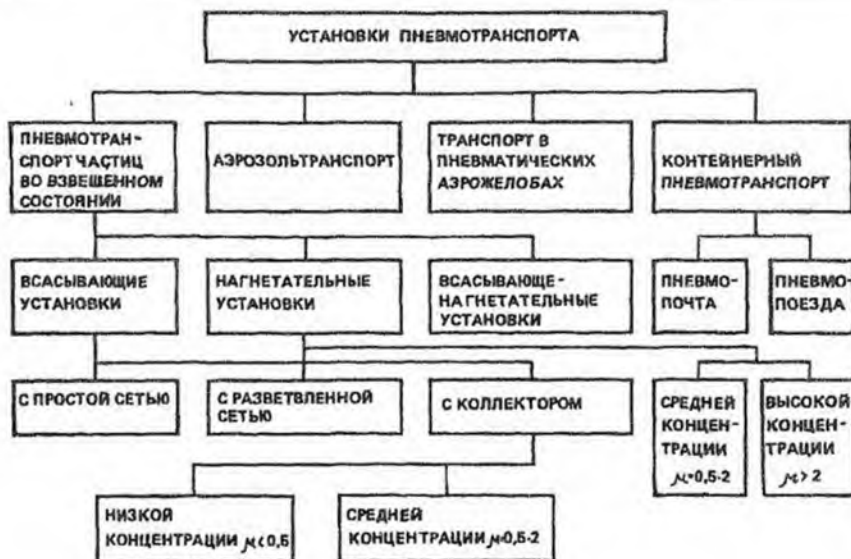 УСТАНОВКИ ПНЕВМОТРАНСПОРТА
ПНЕВМОТРАН-
СПОРТ ЧАСТИЦ
ВО ВЗВЕШЕННОМ
СОСТОЯНИИ
АЭРОЗОЛЬТРАНСПОРТ
ТРАНСПОРТ В
ПНЕВМАТИЧЕСКИХ
АЭРОЖЕЛОБАХ
КОНТЕЙНЕРНЫЙ
ПНЕВМОТРАНСПОРТ
ВСАСЫВАЮЩИЕ
УСТАНОВКИ
НАГНЕТАТЕЛЬНЫЕ
УСТАНОВКИ
ВСАСЫВАЮЩЕ-
НАГНЕТАТЕЛЬНЫЕ
УСТАНОВКИ
ПНЕВМО-
ПОЧТА
ПНЕВМО-
ПОЕЗДА
С ПРОСТОЙ СЕТЬЮ
С РАЗВЕТВЛЕННОЙ
СЕТЬЮ
С КОЛЛЕКТОРОМ
СРЕДНЕЙ
КОНЦЕН-
ТРАЦИИ
μ=0,5-2
ВЫСОКОЙ
КОНЦЕН-
ТРАЦИИ
μ>2
НИЗКОЙ
КОНЦЕНТРАЦИИ μ<0,5
СРЕДНЕЙ
КОНЦЕНТРАЦИИ μ=0,5-2